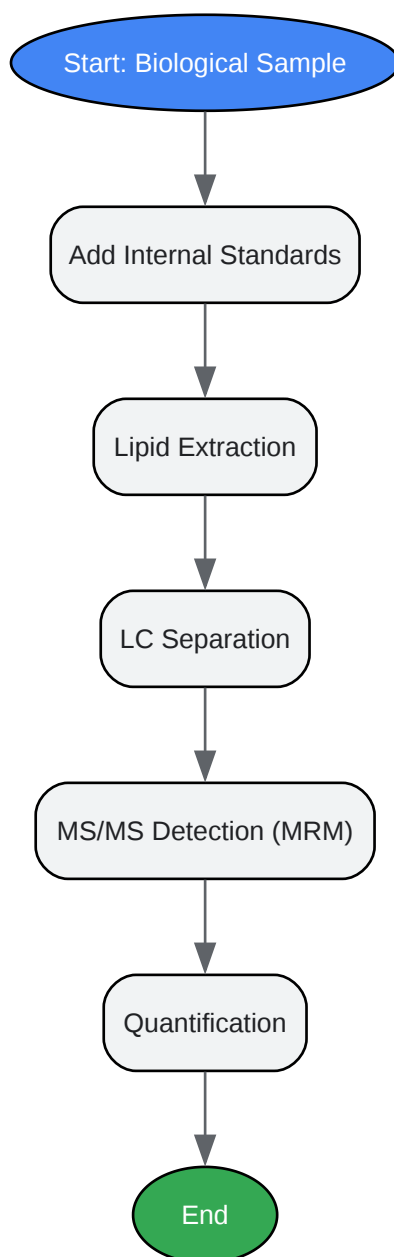 Start: Biological Sample
Add Internal Standards
Lipid Extraction
LC Separation
MS/MS Detection (MRM)
Quantification
End